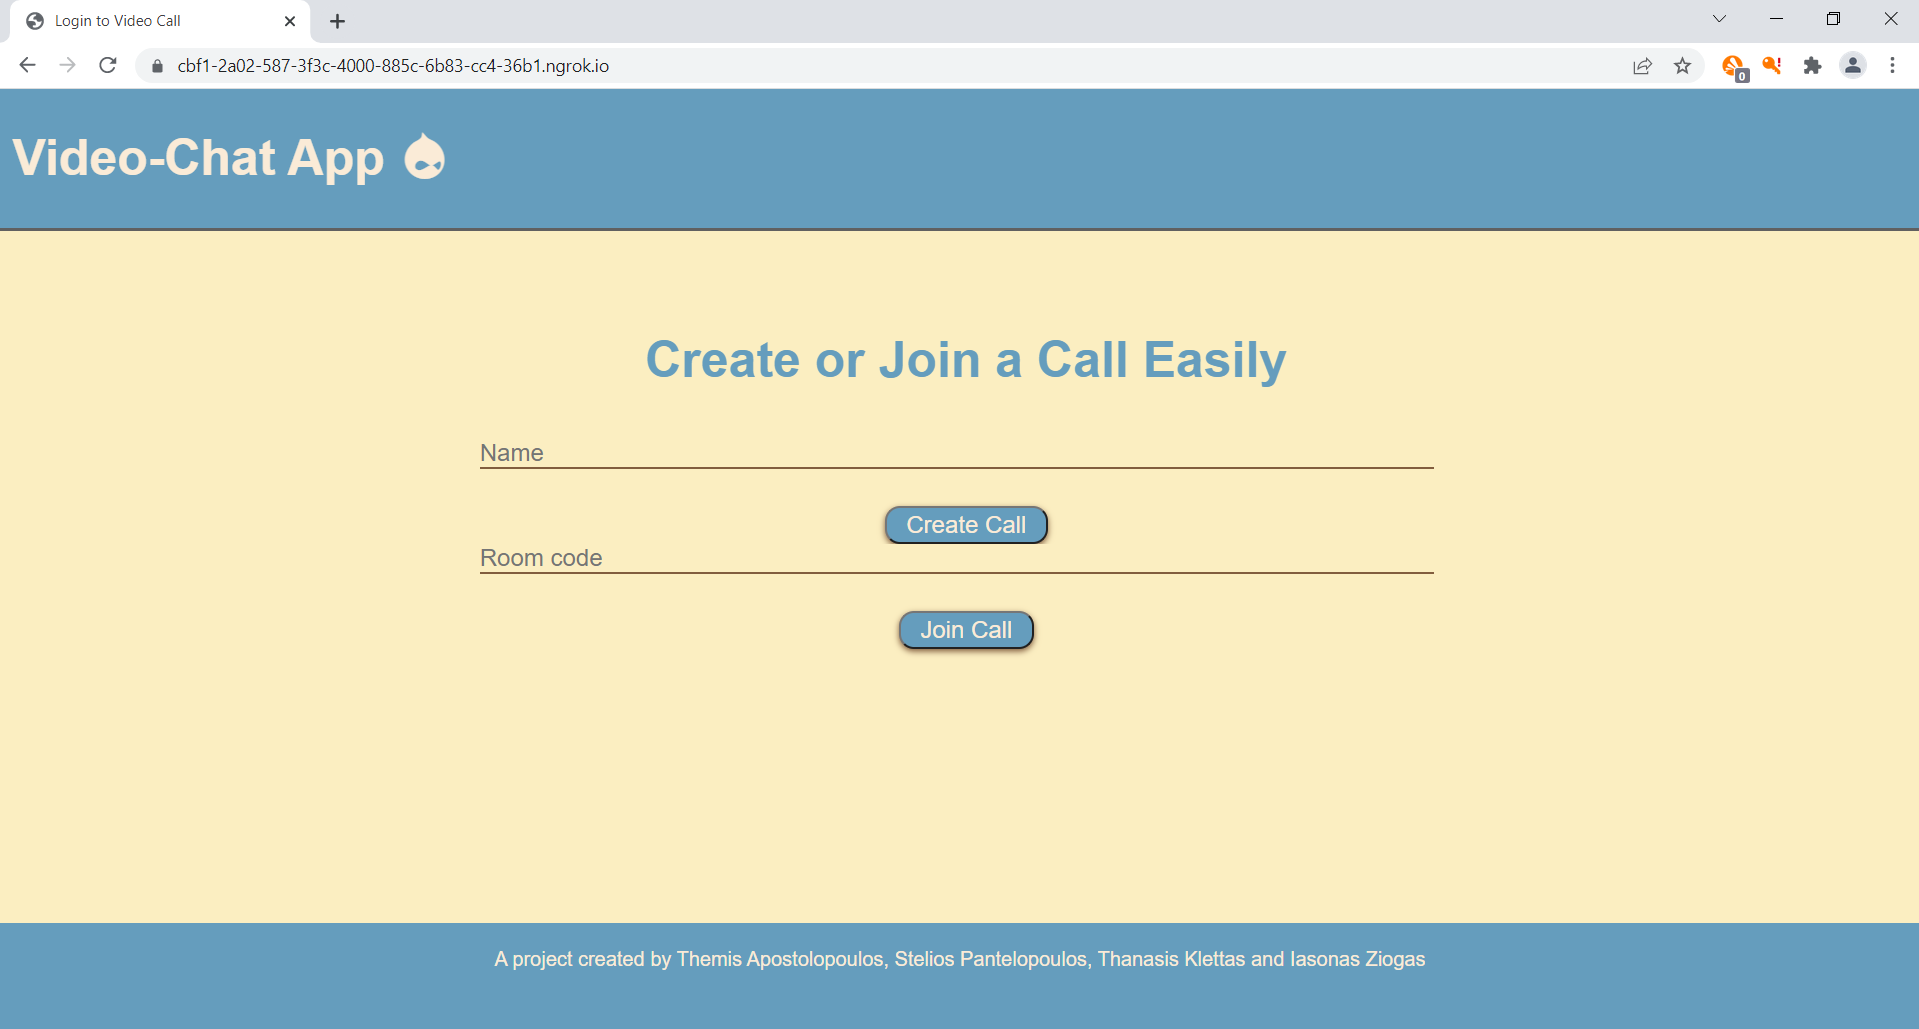 Login to Video Call
cbf1-2a02-587-3f3c-4000-885c-6b83-cc4-36b1.ngrok.io
0
Video-Chat App
Create or Join a Call Easily
Name
Create Call
Room code
Join Call
A project created by Themis Apostolopoulos, Stelios Pantelopoulos, Thanasis Klettas and Iasonas Ziogas